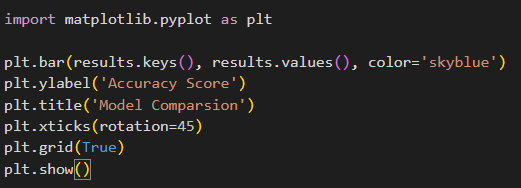 import matplotlib.pyplot as plt
plt.bar(results.keys(), results.values(), color='skyblue')
plt.ylabel('Accuracy Score')
plt.title('Model Comparsion')
plt.xticks(rotation=45)
plt.grid(True)
plt.show()